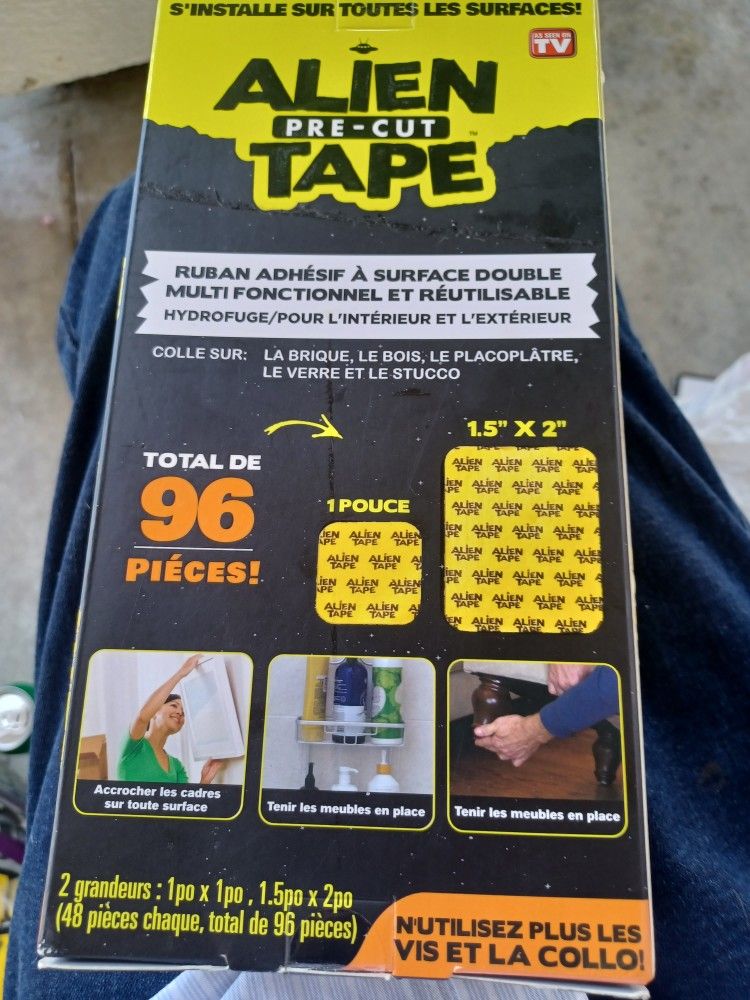 S'INSTALLE SUR TOUTES LES SURFACES!
AS SEEN ON
TV
ALIEN
PRE-CUT
TAPE™
RUBAN ADHÉSIF À SURFACE DOUBLE
MULTI FONCTIONNEL ET RÉUTILISABLE
HYDROFUGE/POUR L'INTÉRIEUR ET L'EXTÉRIEUR
COLLE SUR: LA BRIQUE, LE BOIS, LE PLACOPLÂTRE,
LE VERRE ET LE STUCCO
TOTAL DE
96
PIÉCES!
1 POUCE
1.5" X 2"
ALIEN TAPE
Accrocher les cadres
sur toute surface
Tenir les meubles en place
Tenir les meubles en place
2 grandeurs : 1po x 1po , 1.5po x 2po
(48 pièces chaque, total de 96 pièces)
N'UTILISEZ PLUS LES
VIS ET LA COLLO!